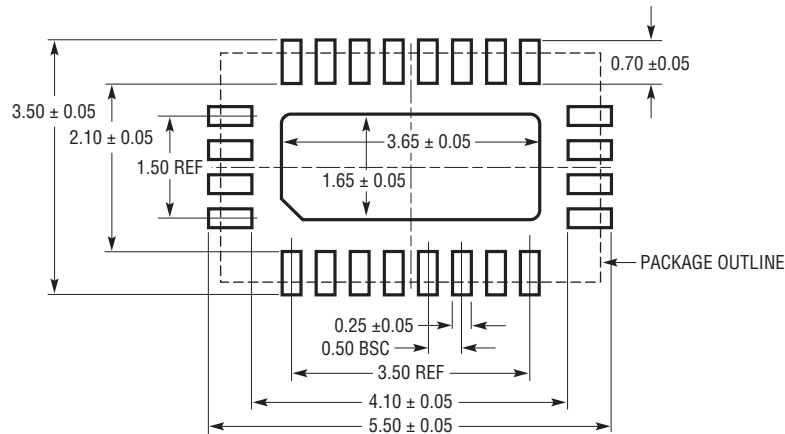 0.70 ±0.05
3.50 ± 0.05
2.10 ± 0.05
3.65 ± 0.05
1.50 REF
1.65 ± 0.05
PACKAGE OUTLINE
0.25 ±0.05
0.50 BSC
3.50 REF
4.10 ± 0.05
5.50 ± 0.05